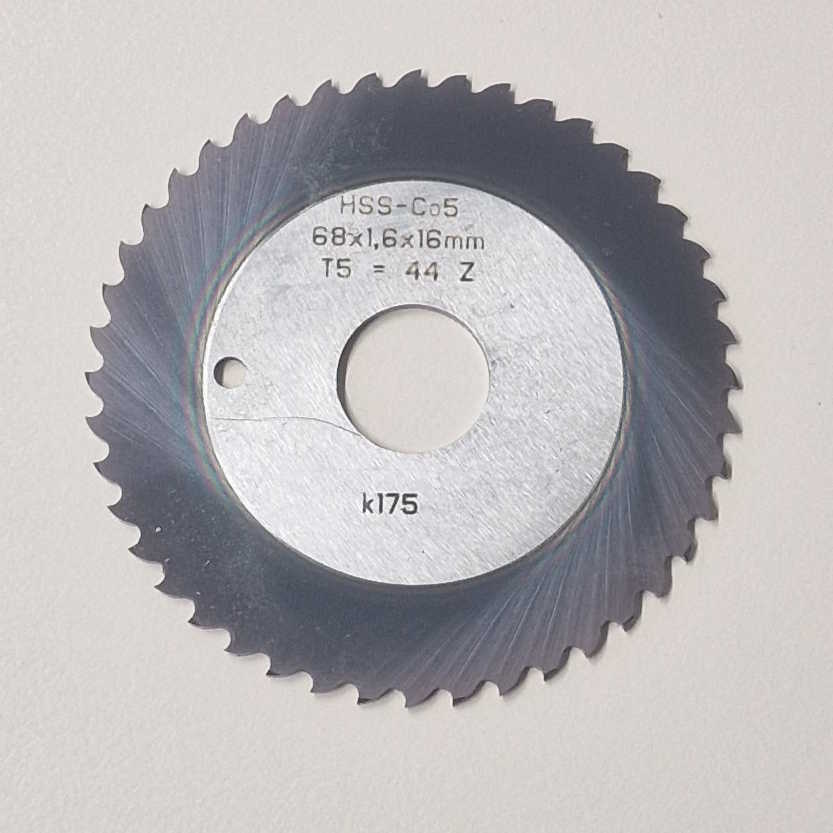 HSS-Co5
68x1,6x16mm
T5 = 44 Z
k175